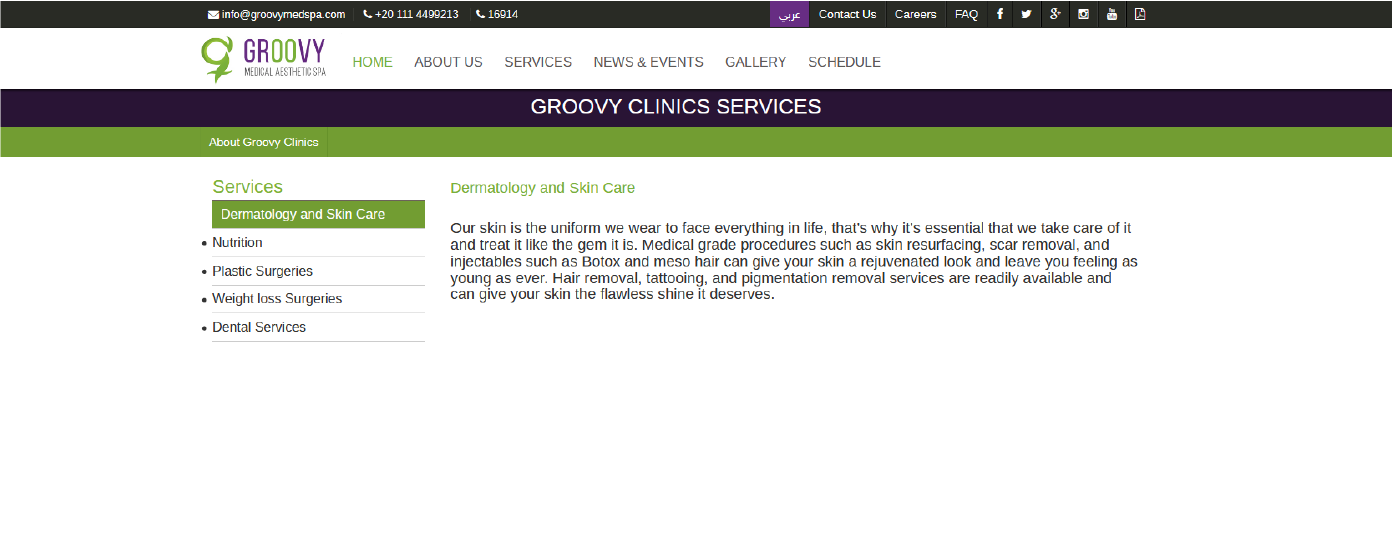 info@groovymedspa.com +20 111 4499213 16914 عربي Contact Us Careers FAQ
GROOVY
MEDICAL AESTHETIC SPA
HOME ABOUT US SERVICES NEWS & EVENTS GALLERY SCHEDULE
GROOVY CLINICS SERVICES
About Groovy Clinics
Services
Dermatology and Skin Care
Nutrition
Plastic Surgeries
Weight loss Surgeries
Dental Services
Dermatology and Skin Care
Our skin is the uniform we wear to face everything in life, that's why it's essential that we take care of it
and treat it like the gem it is. Medical grade procedures such as skin resurfacing, scar removal, and
injectables such as Botox and meso hair can give your skin a rejuvenated look and leave you feeling as
young as ever. Hair removal, tattooing, and pigmentation removal services are readily available and
can give your skin the flawless shine it deserves.